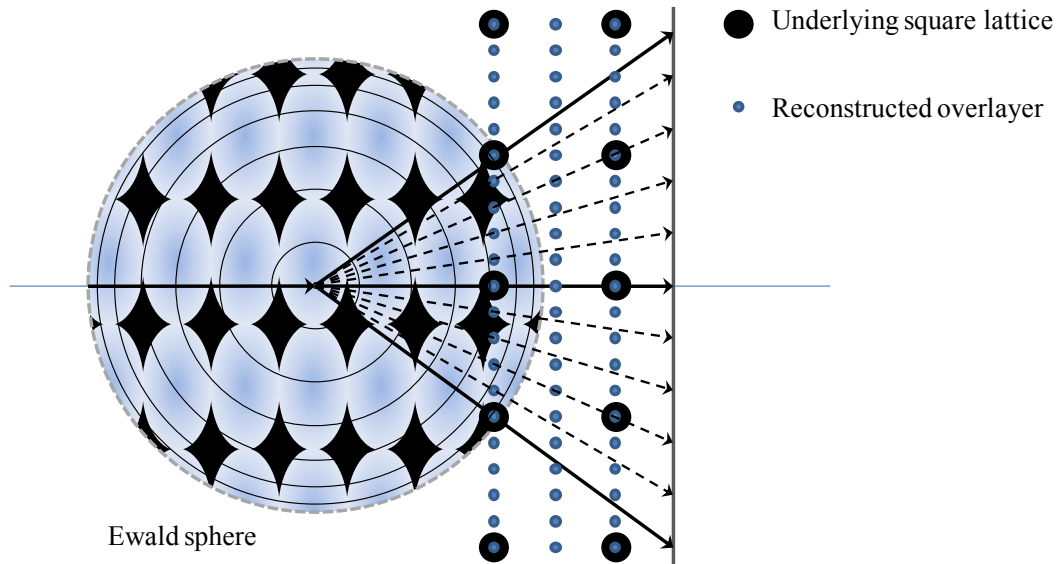 Underlying square lattice
Reconstructed overlayer
Ewald sphere